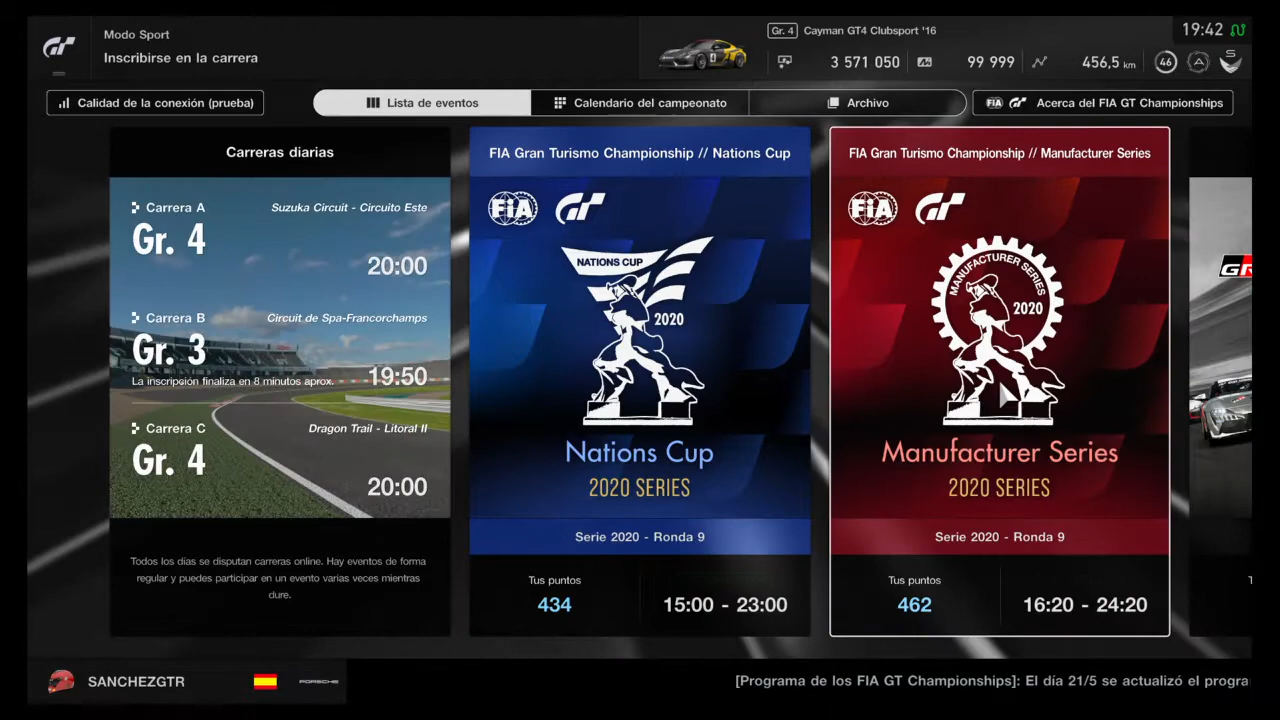 Modo Sport
Inscribirse en la carrera
Gr. 4 Cayman GT4 Clubsport '16
3 571 050
99 999
456,5 km
46
A
S
19:42
Calidad de la conexión (prueba)
Lista de eventos
Calendario del campeonato
Archivo
FIA GT Acerca del FIA GT Championships
Carreras diarias
Carrera A
Suzuka Circuit - Circuito Este
Gr. 4
20:00
Carrera B
Circuit de Spa-Francorchamps
Gr. 3
La inscripción finaliza en 8 minutos aprox.
19:50
Carrera C
Dragon Trail - Litoral II
Gr. 4
20:00
Todos los días se disputan carreras online. Hay eventos de forma
regular y puedes participar en un evento varias veces mientras
dure.
FIA Gran Turismo Championship // Nations Cup
FIA GT
NATIONS CUP
2020
Nations Cup
2020 SERIES
Serie 2020 - Ronda 9
Tus puntos
434
15:00 - 23:00
FIA Gran Turismo Championship // Manufacturer Series
FIA GT
MANUFACTURER SERIES
2020
Manufacturer Series
2020 SERIES
Serie 2020 - Ronda 9
Tus puntos
462
16:20 - 24:20
GR
T
SANCHEZGTR
PORSCHE
[Programa de los FIA GT Championships]: El día 21/5 se actualizó el progra